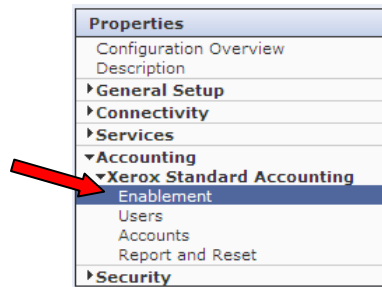 Properties
Configuration Overview
Description
General Setup
Connectivity
Services
Accounting
Xerox Standard Accounting
Enablement
Users
Accounts
Report and Reset
Security